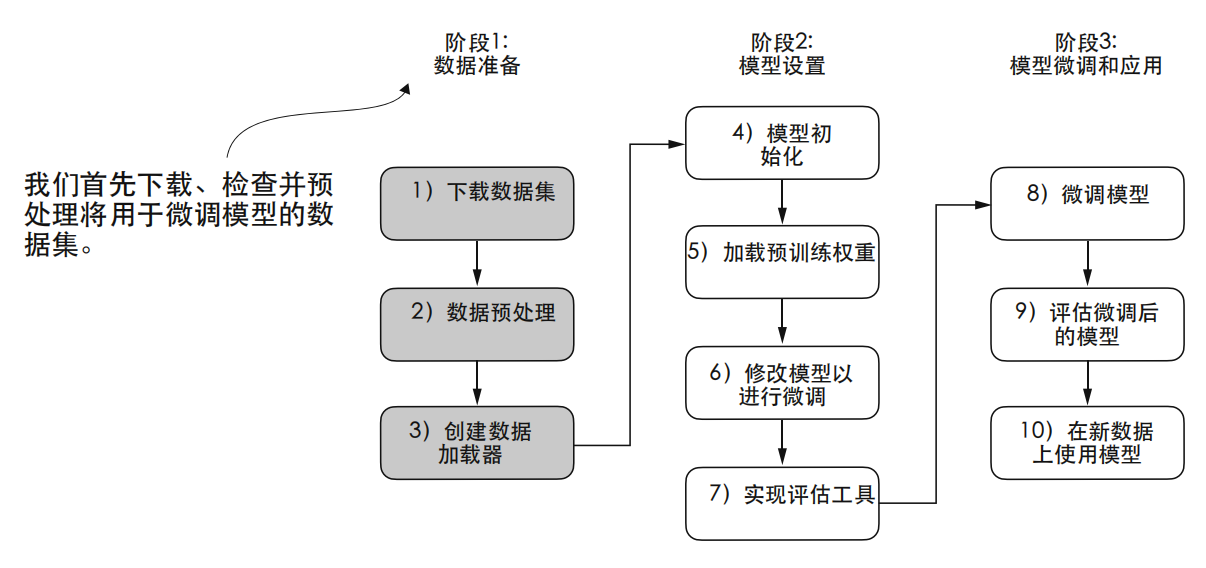 阶段1:
数据准备
我们首先下载、检查并预
处理将用于微调模型的数
据集。
1）下载数据集
2）数据预处理
3）创建数据
加载器
阶段2:
模型设置
4）模型初
始化
5）加载预训练权重
6）修改模型以
进行微调
7）实现评估工具
阶段3:
模型微调和应用
8）微调模型
9）评估微调后
的模型
10）在新数据
上使用模型